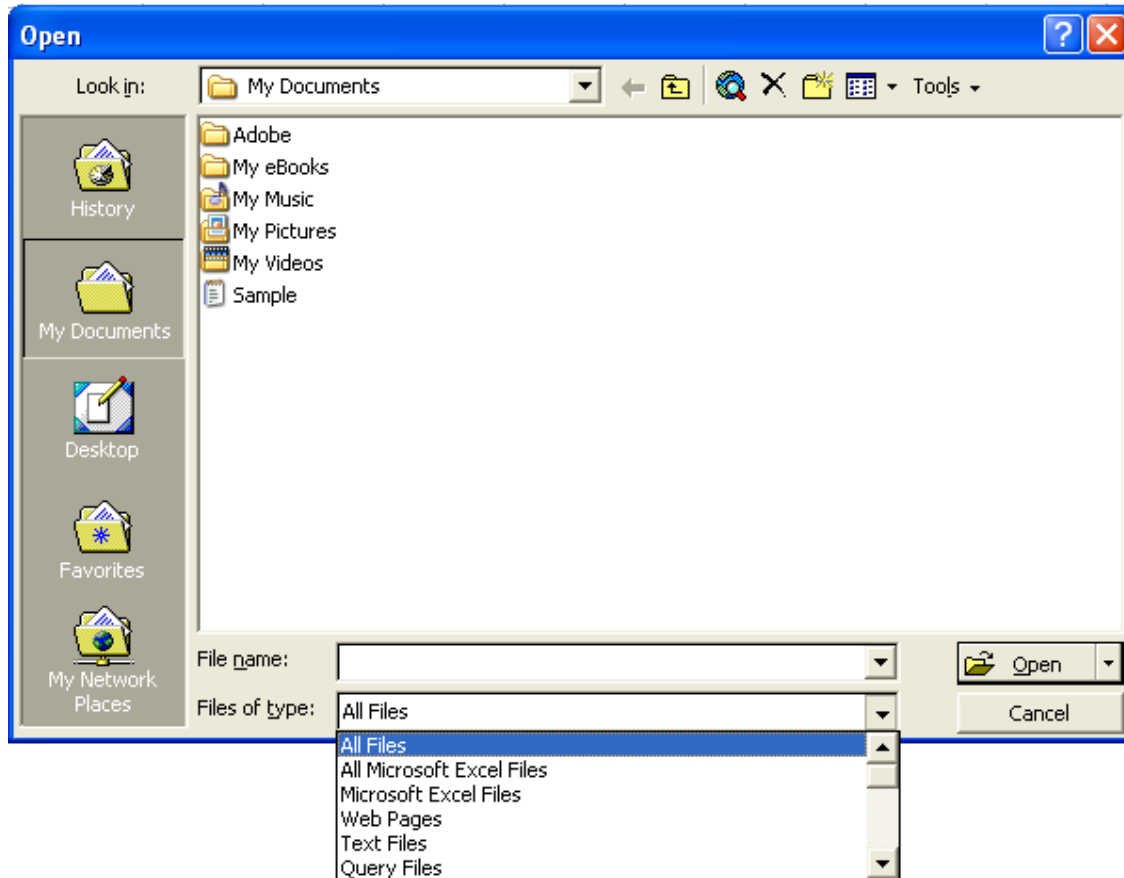 Open
Look in:
My Documents
Tools
History
My Documents
Desktop
Favorites
My Network
Places
Adobe
My eBooks
My Music
My Pictures
My Videos
Sample
File name:
Open
Files of type:
All Files
Cancel
All Files
All Microsoft Excel Files
Microsoft Excel Files
Web Pages
Text Files
Query Files